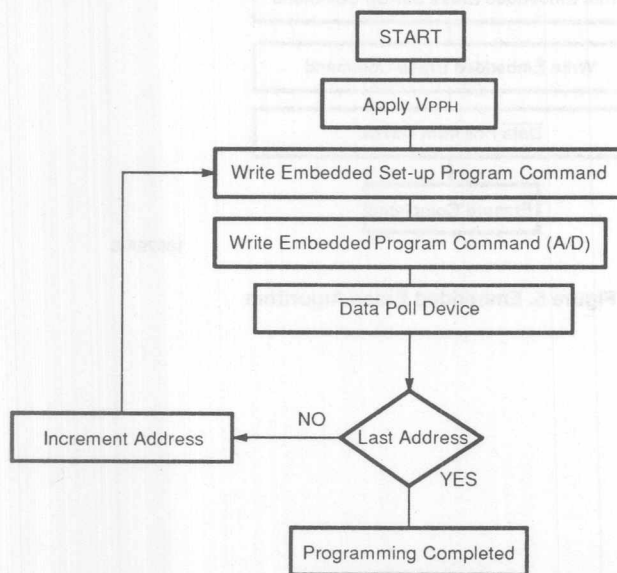 START
Apply VPPH
Write Embedded Set-up Program Command
Write Embedded Program Command (A/D)
D̅a̅t̅a̅ Poll Device
Last Address
NO
Increment Address
YES
Programming Completed